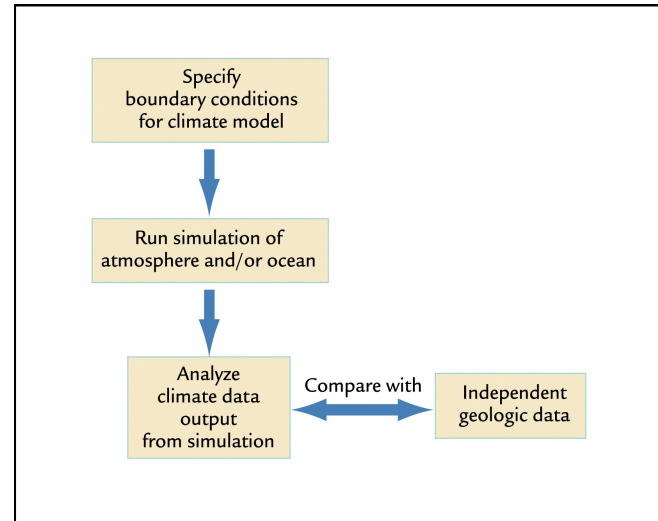 Specify
boundary conditions
for climate model
Run simulation of
atmosphere and/or ocean
Analyze
climate data
output
from simulation
Compare with
Independent
geologic data